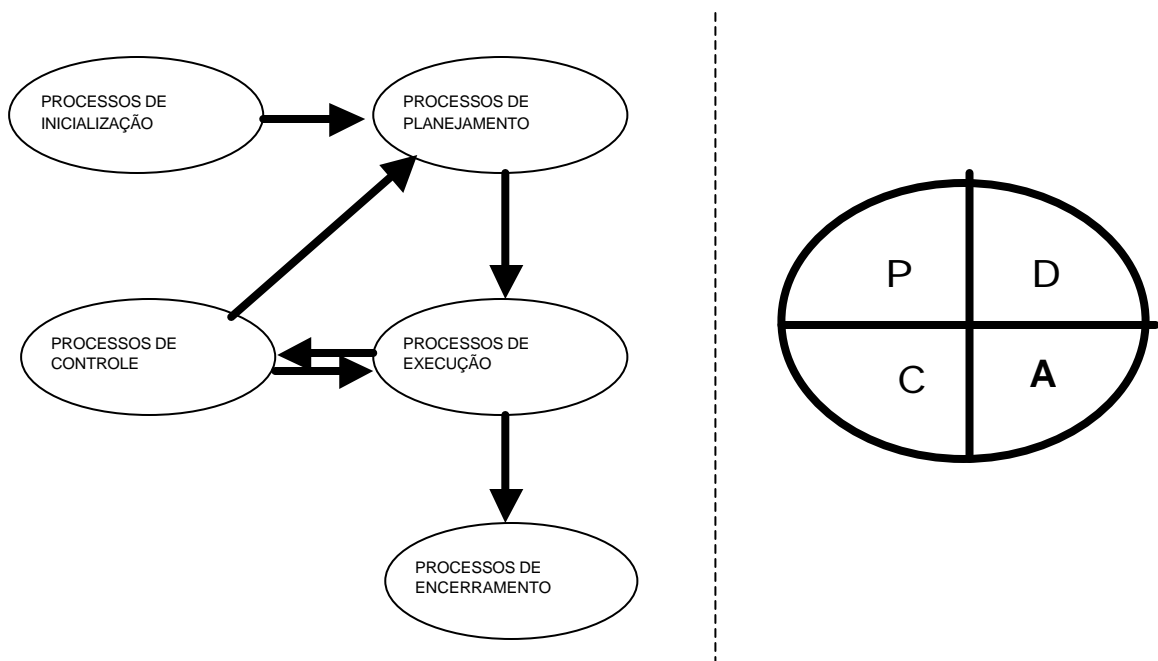 PROCESSOS DE
INICIALIZAÇÃO
PROCESSOS DE
PLANEJAMENTO
PROCESSOS DE
CONTROLE
PROCESSOS DE
EXECUÇÃO
PROCESSOS DE
ENCERRAMENTO
P
D
C
A